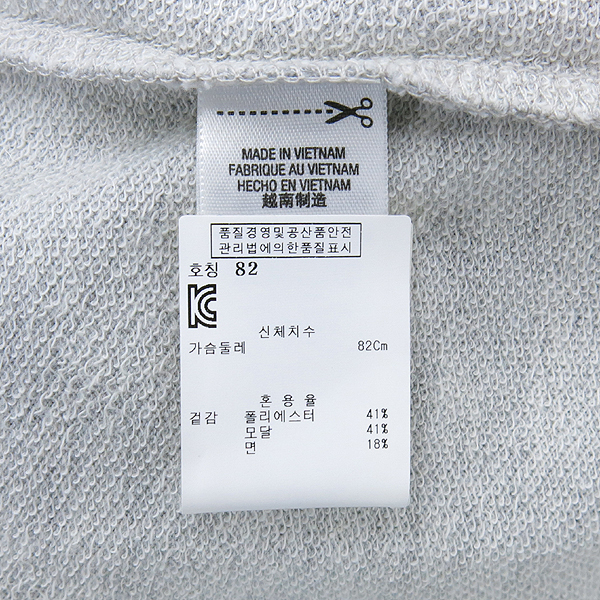 MADE IN VIETNAM
FABRIQUE AU VIETNAM
HECHO EN VIETNAM
越南制造
품질경영및공산품안전
관리법에의한품질표시
호칭 82
KC
신체치수
가슴둘레 82Cm
혼 용 율
겉감 폴리에스터 41%
모달 41%
면 18%